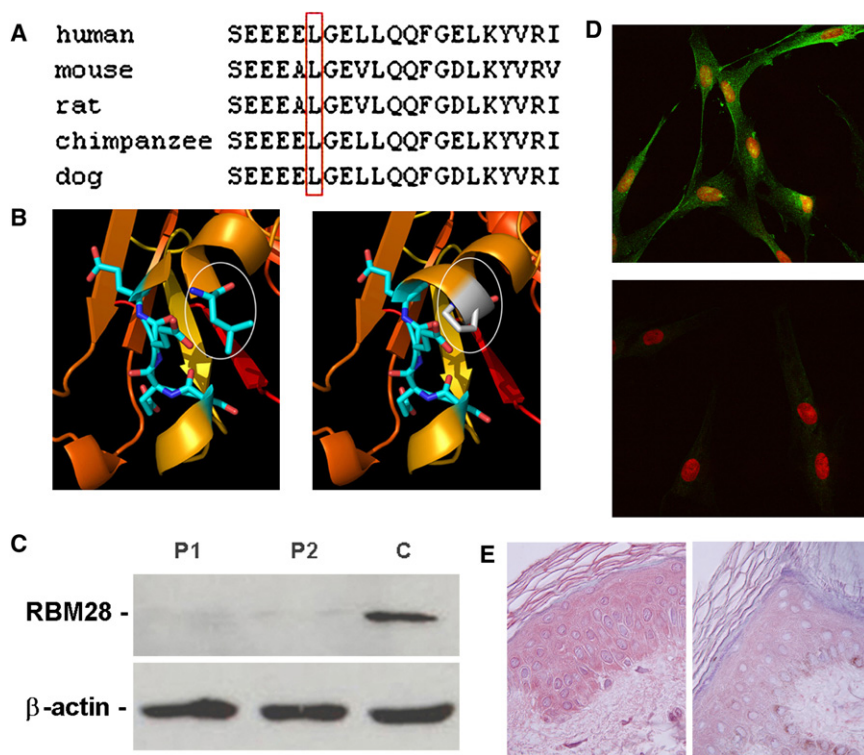 A
human SEEEELGELLQQFGELKYVRI
mouse SEEEALGEVLQQFGDLKYVRV
rat SEEEALGEVLQQFGDLKYVRI
chimpanzee SEEEELGELLQQFGELKYVRI
dog SEEEELGELLQQFGDLKYVRI
B
C
P1 P2 C
RBM28 -
β-actin -
D
E